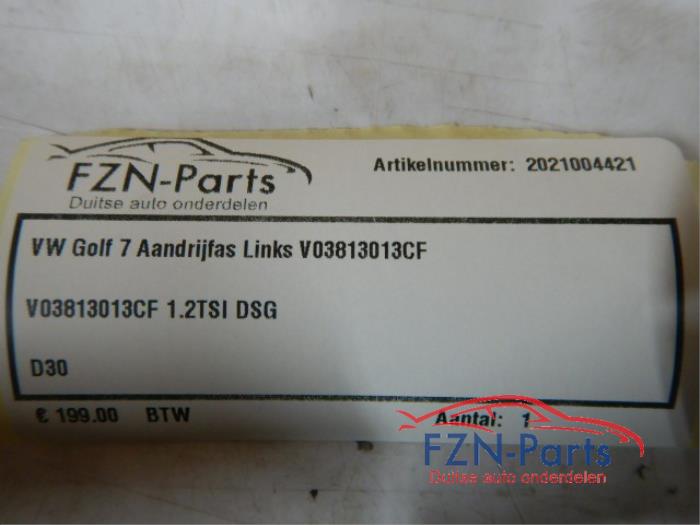 FZN-Parts
Duitse auto onderdelen
Artikelnummer: 2021004421
VW Golf 7 Aandrijfas Links V03813013CF
V03813013CF 1.2TSI DSG
D30
€ 199.00 BTW
Aantal: 1
FZN-Parts
Duitse auto onderdelen